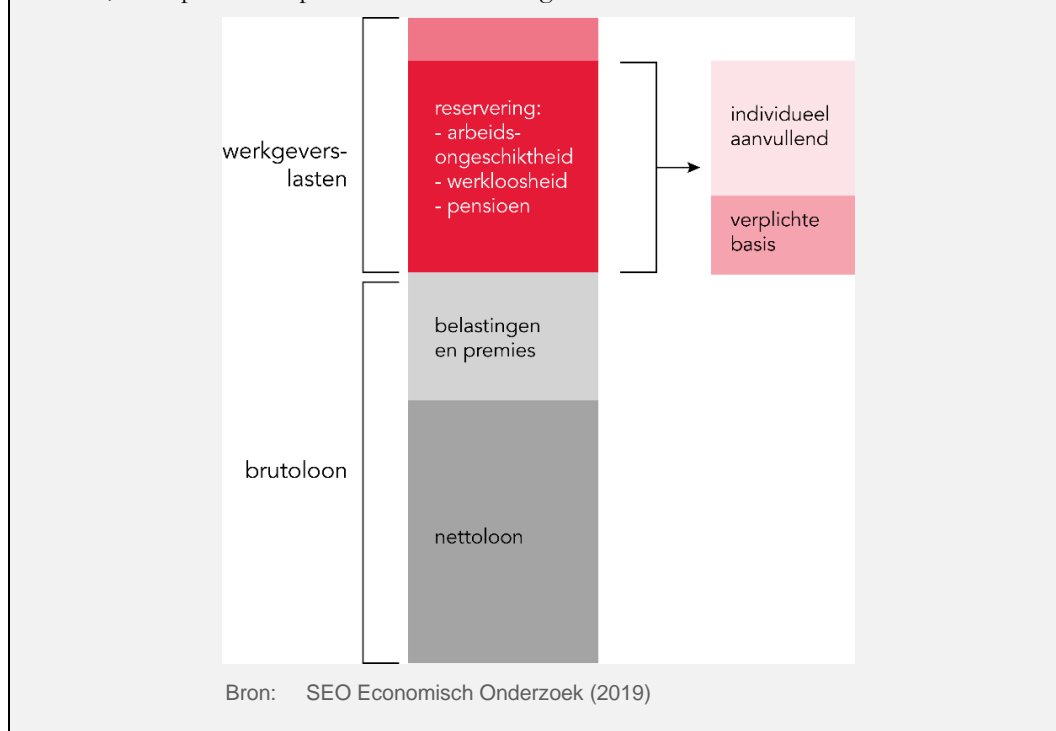 werkgevers-
lasten
reservering:
- arbeids-
ongeschiktheid
- werkloosheid
- pensioen
individueel
aanvullend
verplichte
basis
belastingen
en premies
brutoloon
nettoloon
Bron: SEO Economisch Onderzoek (2019)